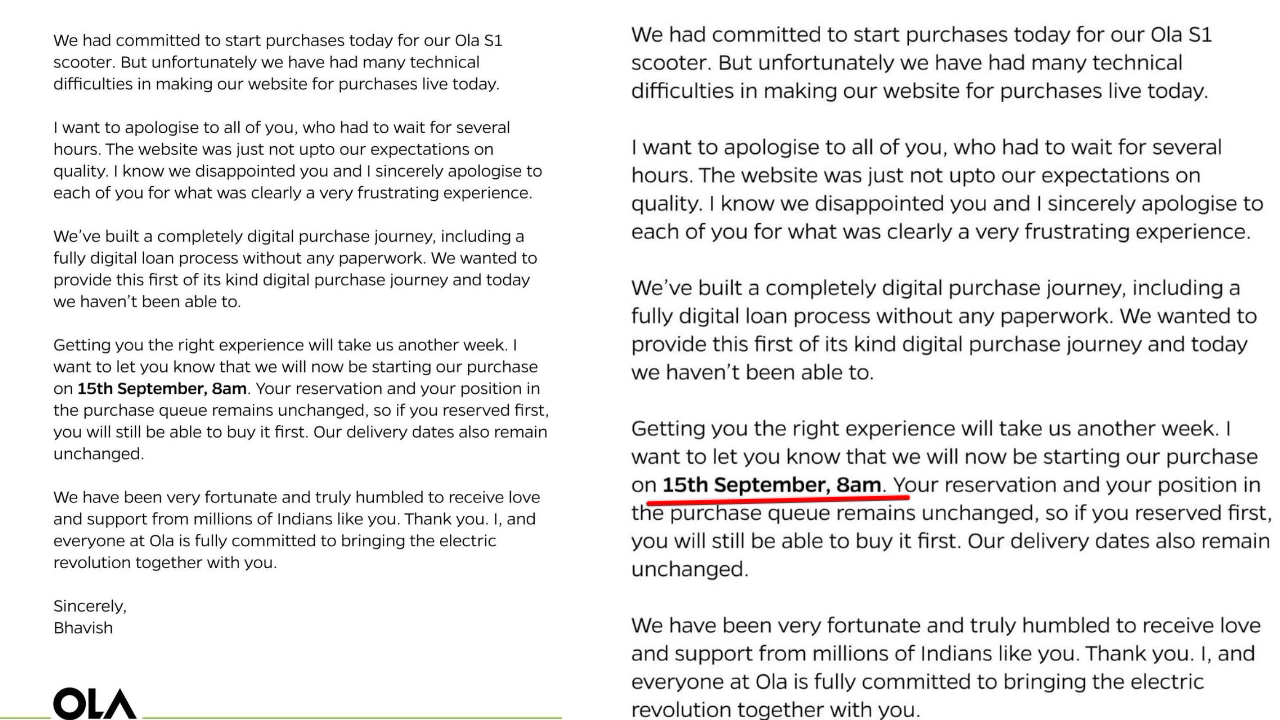 We had committed to start purchases today for our Ola S1
scooter. But unfortunately we have had many technical
difficulties in making our website for purchases live today.
I want to apologise to all of you, who had to wait for several
hours. The website was just not upto our expectations on
quality. I know we disappointed you and I sincerely apologise to
each of you for what was clearly a very frustrating experience.
We've built a completely digital purchase journey, including a
fully digital loan process without any paperwork. We wanted to
provide this first of its kind digital purchase journey and today
we haven't been able to.
Getting you the right experience will take us another week. I
want to let you know that we will now be starting our purchase
on 15th September, 8am. Your reservation and your position in
the purchase queue remains unchanged, so if you reserved first,
you will still be able to buy it first. Our delivery dates also remain
unchanged.
We have been very fortunate and truly humbled to receive love
and support from millions of Indians like you. Thank you. I, and
everyone at Ola is fully committed to bringing the electric
revolution together with you.
Sincerely,
Bhavish
OLA
We had committed to start purchases today for our Ola S1
scooter. But unfortunately we have had many technical
difficulties in making our website for purchases live today.
I want to apologise to all of you, who had to wait for several
hours. The website was just not upto our expectations on
quality. I know we disappointed you and I sincerely apologise to
each of you for what was clearly a very frustrating experience.
We've built a completely digital purchase journey, including a
fully digital loan process without any paperwork. We wanted to
provide this first of its kind digital purchase journey and today
we haven't been able to.
Getting you the right experience will take us another week. I
want to let you know that we will now be starting our purchase
on 15th September, 8am. Your reservation and your position in
the purchase queue remains unchanged, so if you reserved first,
you will still be able to buy it first. Our delivery dates also remain
unchanged.
We have been very fortunate and truly humbled to receive love
and support from millions of Indians like you. Thank you. I, and
everyone at Ola is fully committed to bringing the electric
revolution together with you.